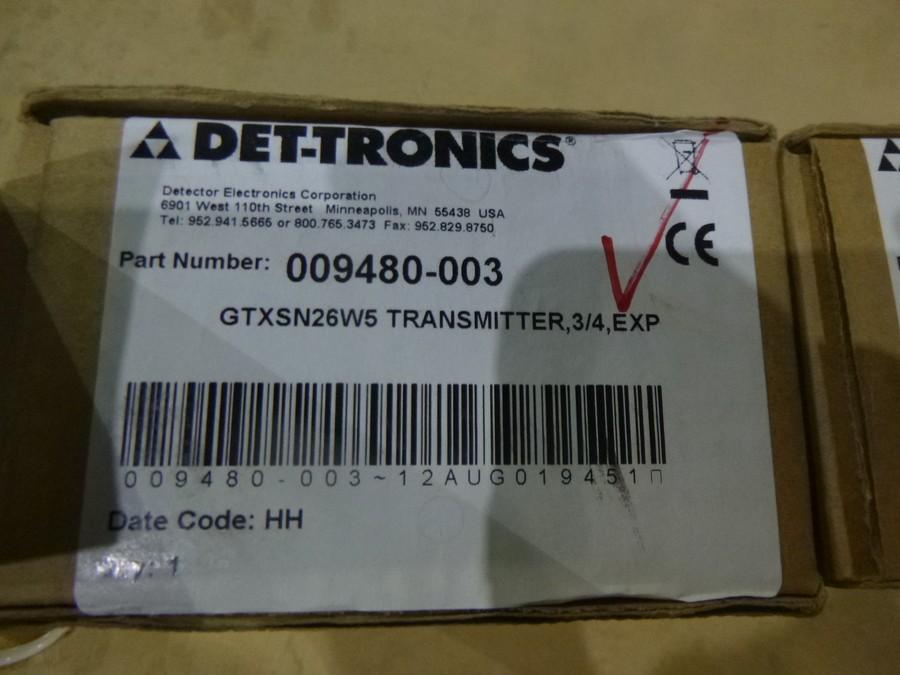 DET-TRONICS®
Detector Electronics Corporation
6901 West 110th Street Minneapolis, MN 55438 USA
Tel: 952.941.5665 or 800.765.3473 Fax: 952.829.8750
CE
Part Number: 009480-003
GTXSN26W5 TRANSMITTER,3/4,EXP
009480-003~12AUG019451
Date Code: HH